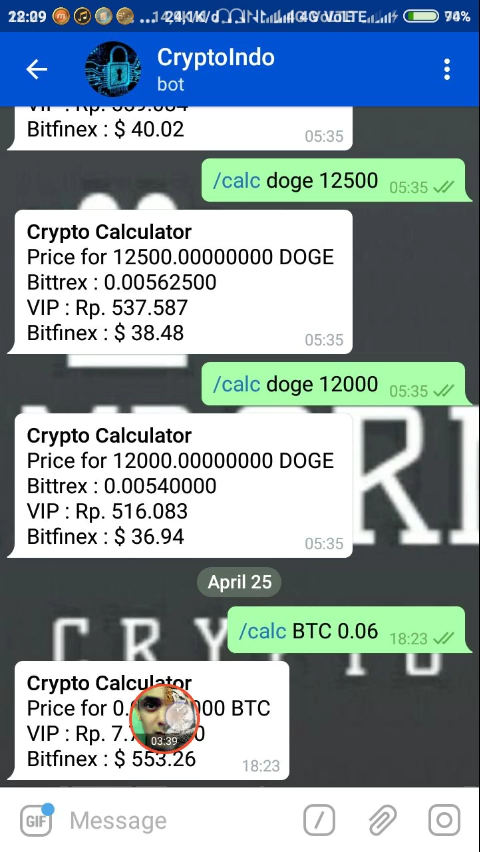 22:09
4G VoLTE
CryptoIndo
bot
Bitfinex : $ 40.02
05:35
/calc doge 12500
05:35
Crypto Calculator
Price for 12500.00000000 DOGE
Bittrex : 0.00562500
VIP : Rp. 537.587
Bitfinex : $ 38.48
05:35
/calc doge 12000
05:35
Crypto Calculator
Price for 12000.00000000 DOGE
Bittrex : 0.00540000
VIP : Rp. 516.083
Bitfinex : $ 36.94
05:35
April 25
CRYPTO
/calc BTC 0.06
18:23
Crypto Calculator
Price for BTC
VIP : Rp.
03:39
Bitfinex : $ 553.26
18:23
GIF
Message